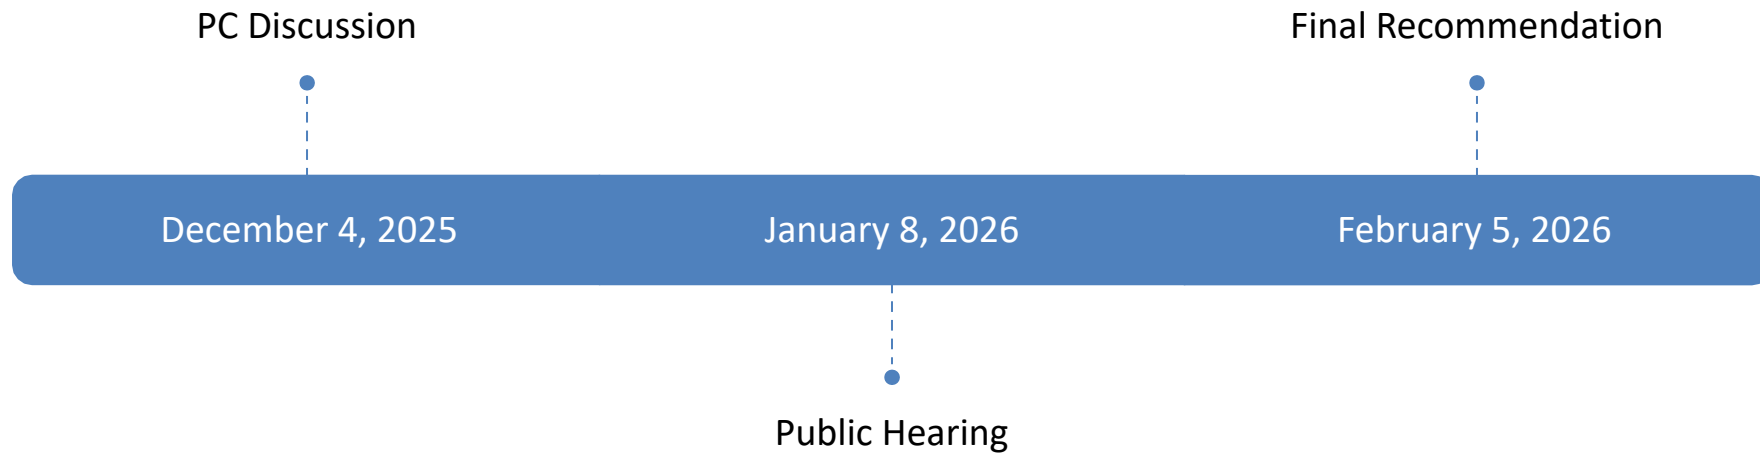 PC Discussion
Final Recommendation
December 4, 2025
January 8, 2026
February 5, 2026
Public Hearing